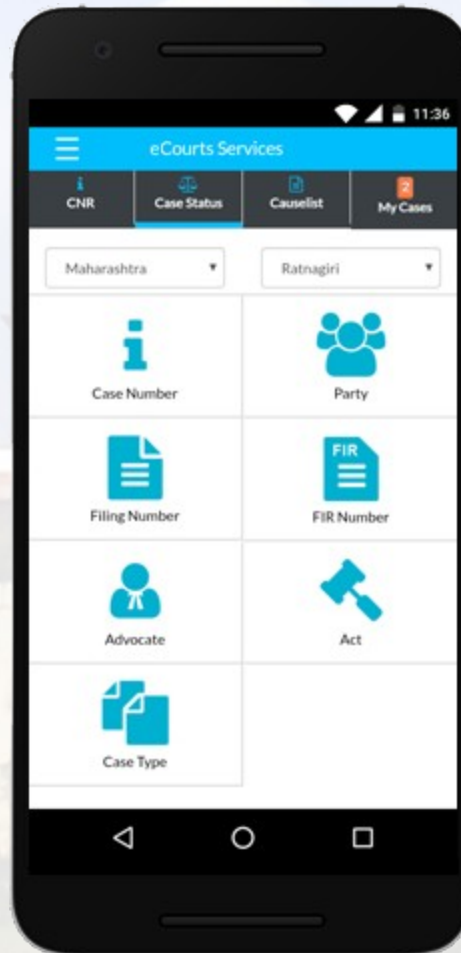 11:36
eCourts Services
CNR
Case Status
Causelist
2
My Cases
Maharashtra
Ratnagiri
Case Number
Party
Filing Number
FIR
FIR Number
Advocate
Act
Case Type